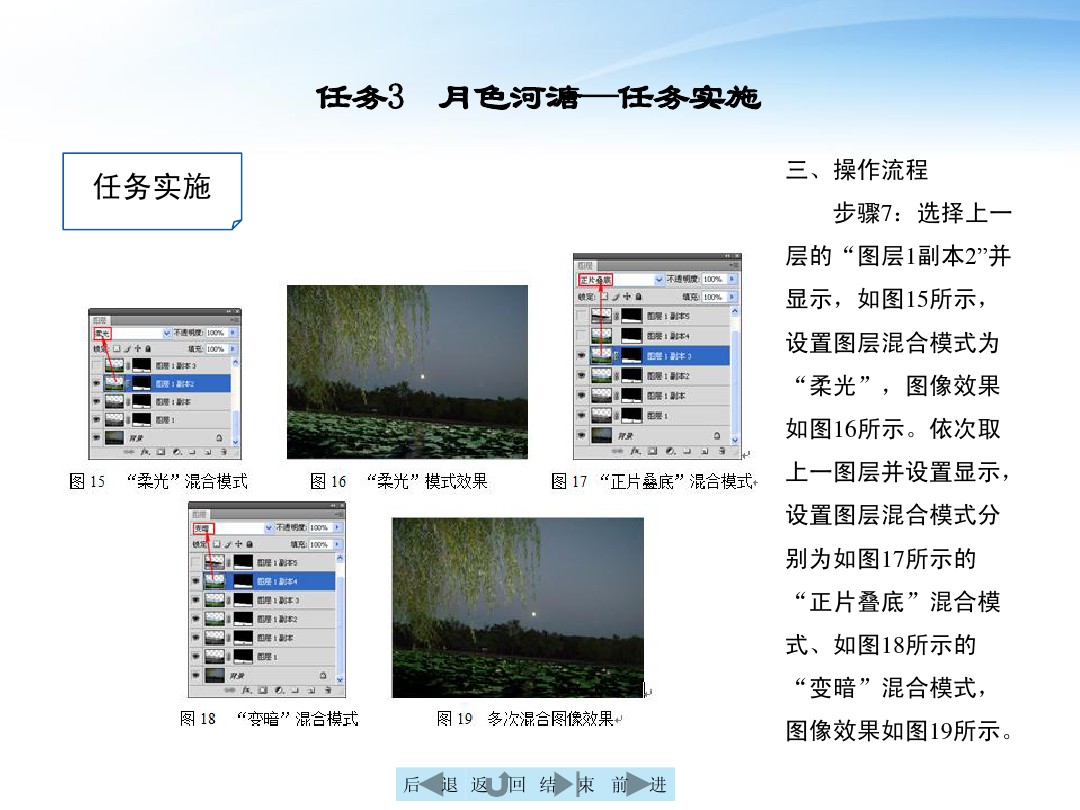 任务3 月色河溏—任务实施
任务实施
三、操作流程
步骤7：选择上一
层的“图层1副本2”并
显示，如图15所示，
设置图层混合模式为
“柔光”，图像效果
如图16所示。依次取
上一图层并设置显示，
设置图层混合模式分
别为如图17所示的
“正片叠底”混合模
式、如图18所示的
“变暗”混合模式，
图像效果如图19所示。
图层
柔光 不透明度: 100%
锁定: 填充: 100%
图层 1 副本 3
图层 1 副本2
图层 1 副本
图层 1
背景
图 15 “柔光”混合模式
图 16 “柔光”模式效果
图层
正片叠底 不透明度: 100%
锁定: 填充: 100%
图层 1 副本5
图层 1 副本4
图层 1 副本 3
图层 1 副本2
图层 1 副本
图层 1
背景
图 17 “正片叠底”混合模式
图层
变暗 不透明度: 100%
锁定: 填充: 100%
图层 1 副本5
图层 1 副本4
图层 1 副本 3
图层 1 副本2
图层 1 副本
图层 1
背景
图 18 “变暗”混合模式
图 19 多次混合图像效果
后退 返回 结束 前进